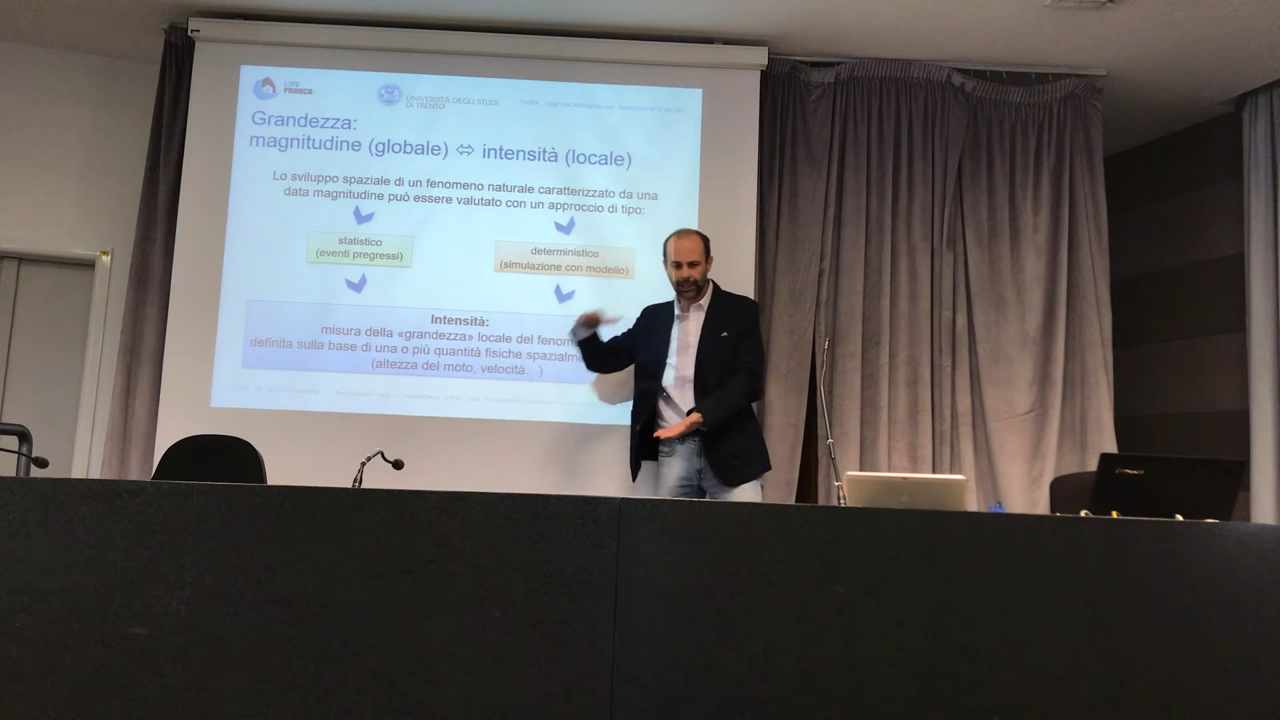 LIFE
FRANCA
UNIVERSITÀ DEGLI STUDI
DI TRENTO
Grandezza:
magnitudine (globale) ⇔ intensità (locale)
Lo sviluppo spaziale di un fenomeno naturale caratterizzato da una
data magnitudine può essere valutato con un approccio di tipo:
statistico
(eventi pregressi)
deterministico
(simulazione con modello)
Intensità:
misura della «grandezza» locale del fenom
definita sulla base di una o più quantità fisiche spazialm
(altezza del moto, velocità...)